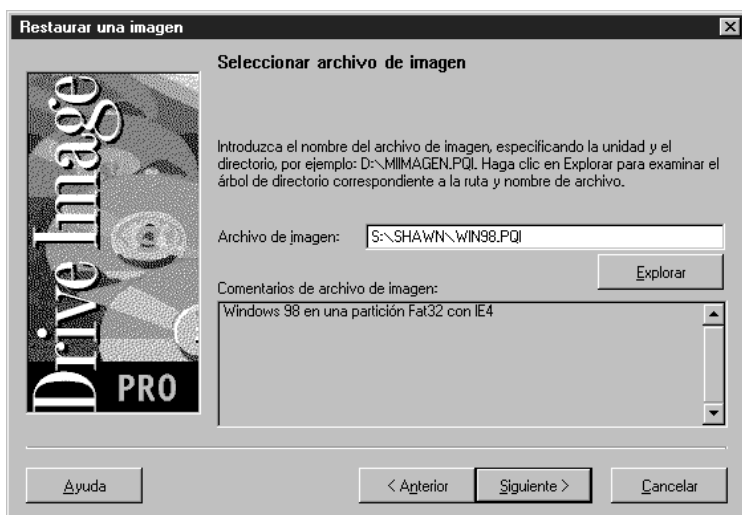 Restaurar una imagen
Drive Image
PRO
Seleccionar archivo de imagen
Introduzca el nombre del archivo de imagen, especificando la unidad y el
directorio, por ejemplo: D:\MIIMAGEN.PQI. Haga clic en Explorar para examinar el
árbol de directorio correspondiente a la ruta y nombre de archivo.
Archivo de imagen: S:\SHAWN\WIN98.PQI
Explorar
Comentarios de archivo de imagen:
Windows 98 en una partición Fat32 con IE4
Ayuda < Anterior Siguiente > Cancelar